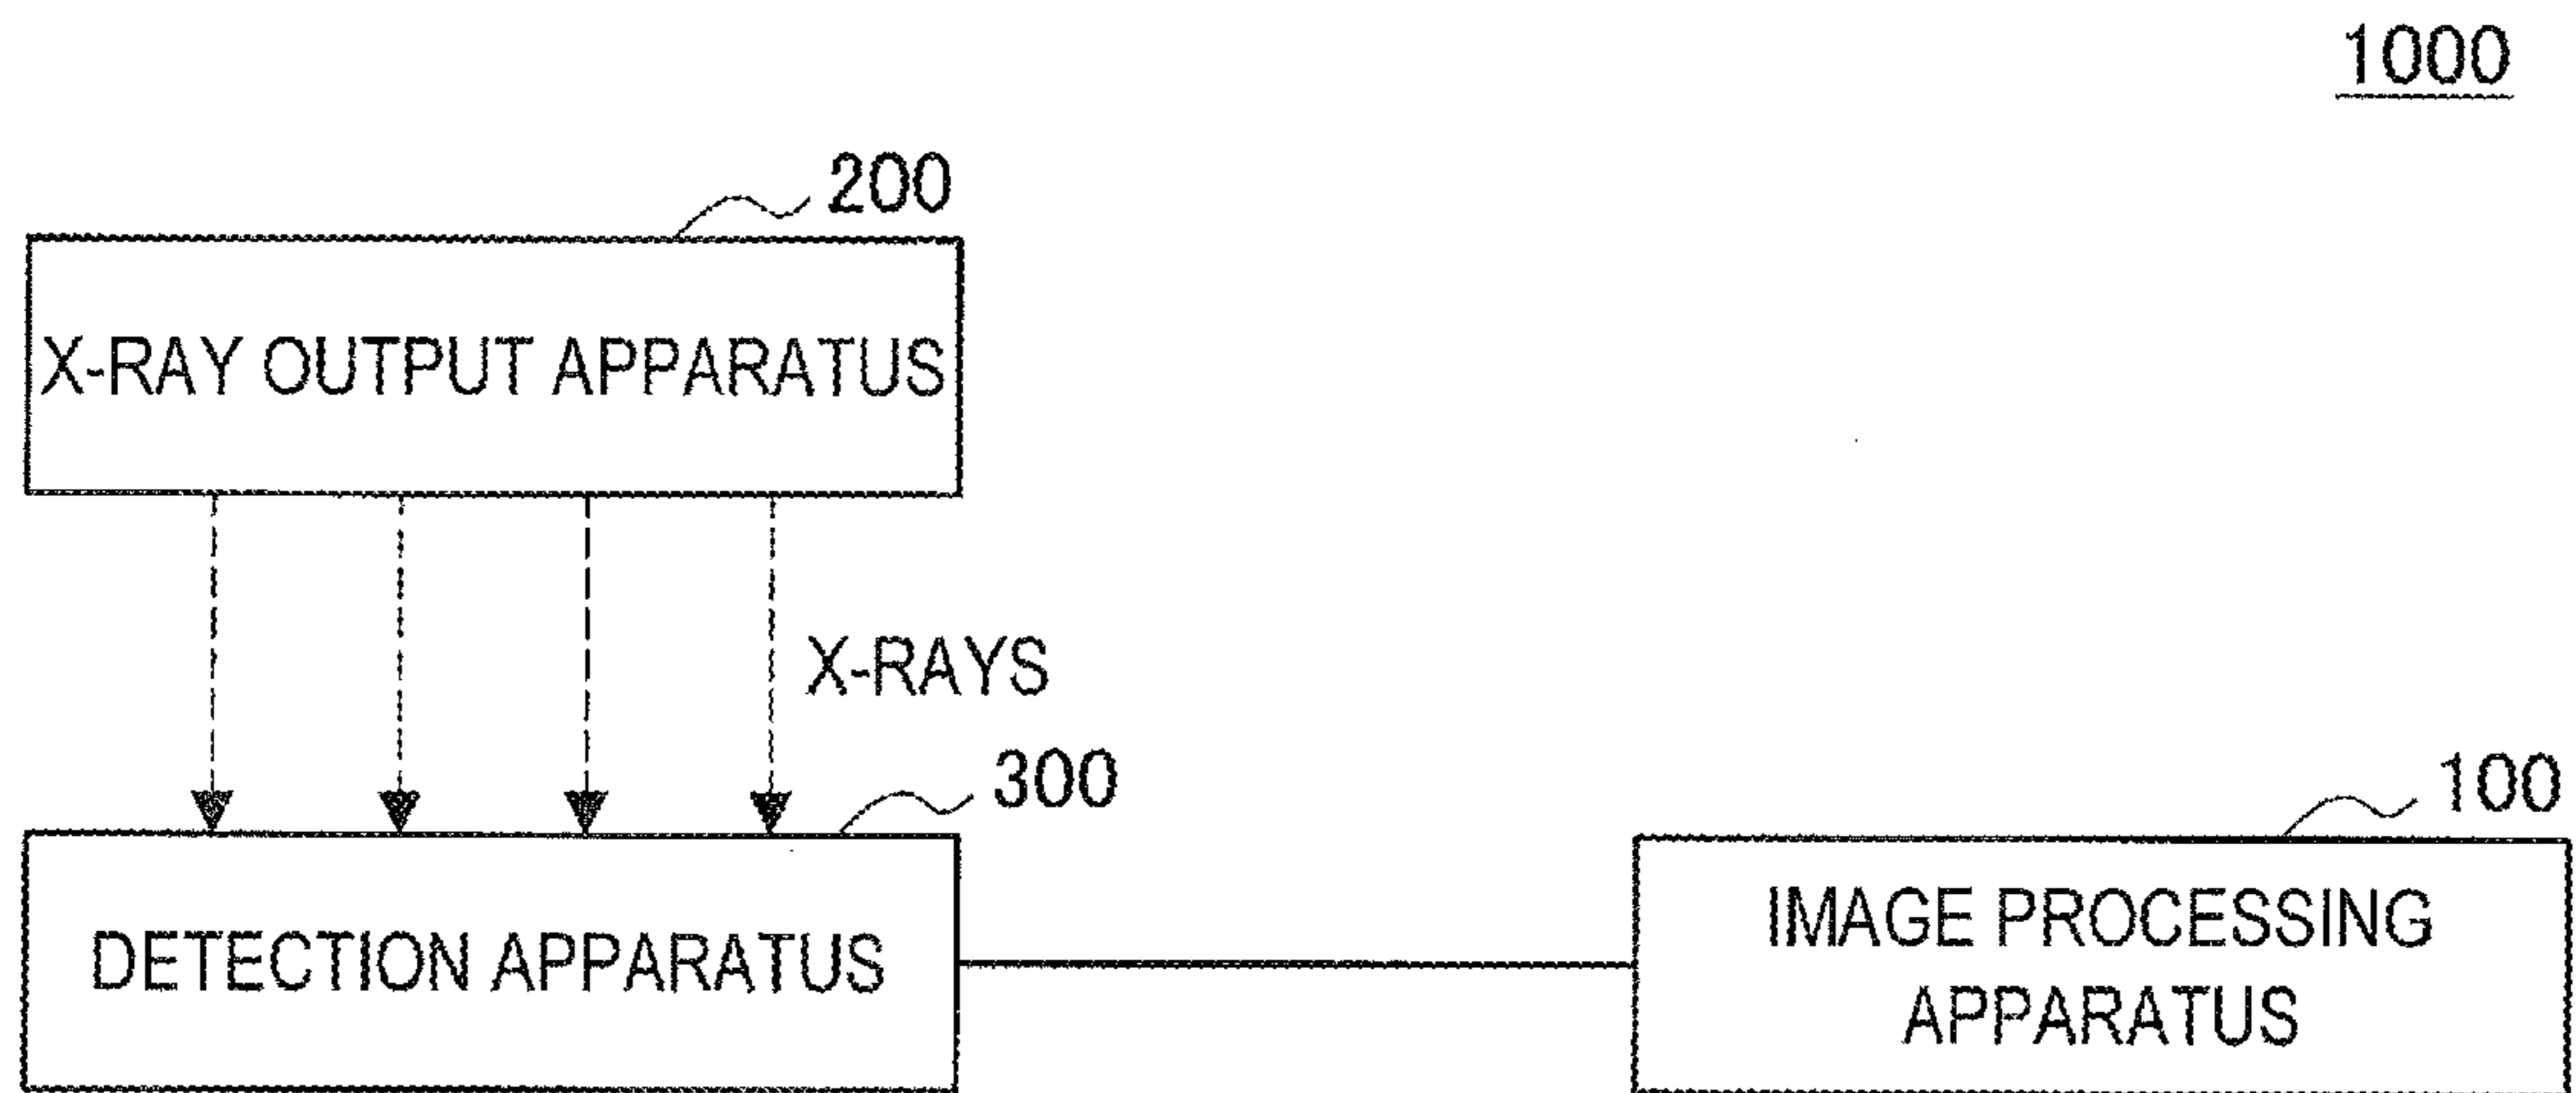 1000
200
X-RAY OUTPUT APPARATUS
X-RAYS
300
100
DETECTION APPARATUS
IMAGE PROCESSING
APPARATUS